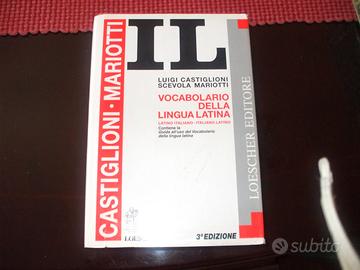 CASTIGLIONI • MARIOTTI
IL
LUIGI CASTIGLIONI
SCEVOLA MARIOTTI
VOCABOLARIO
DELLA
LINGUA LATINA
LATINO ITALIANO - ITALIANO LATINO
Contiene la
Guida all'uso del Vocabolario
della lingua latina
LOESCHER EDITORE
3ª EDIZIONE
subito